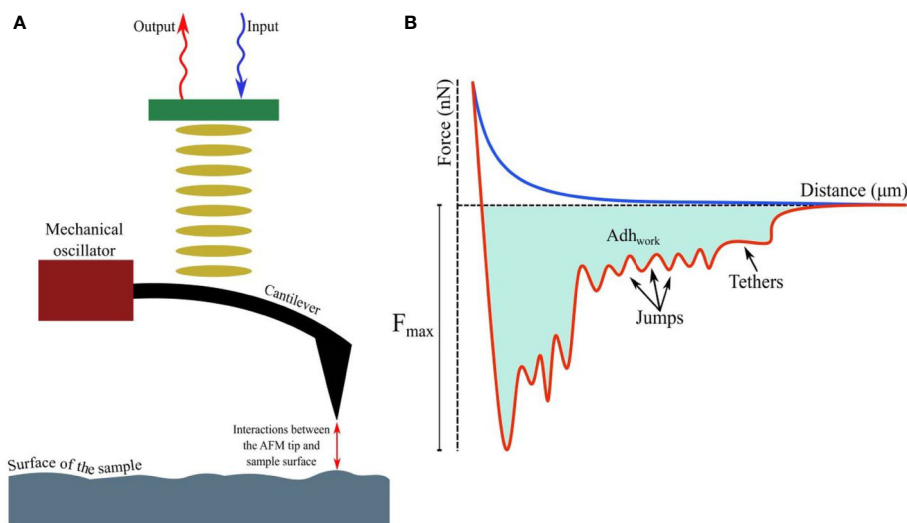 A
Output
Input
Mechanical
oscillator
Cantilever
Interactions between
the AFM tip and
sample surface
Surface of the sample
B
Force (nN)
Distance (μm)
Adhwork
Tethers
Jumps
Fmax